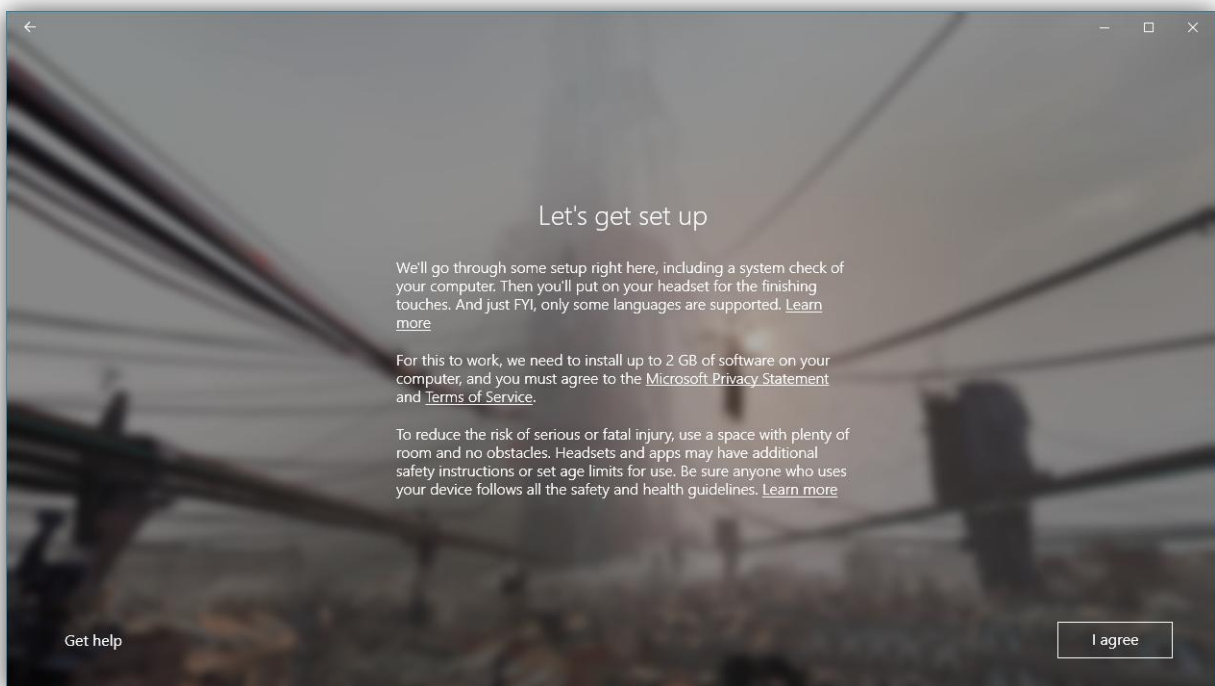 Let's get set up
We'll go through some setup right here, including a system check of
your computer. Then you'll put on your headset for the finishing
touches. And just FYI, only some languages are supported. Learn
more
For this to work, we need to install up to 2 GB of software on your
computer, and you must agree to the Microsoft Privacy Statement
and Terms of Service.
To reduce the risk of serious or fatal injury, use a space with plenty of
room and no obstacles. Headsets and apps may have additional
safety instructions or set age limits for use. Be sure anyone who uses
your device follows all the safety and health guidelines. Learn more
Get help
I agree